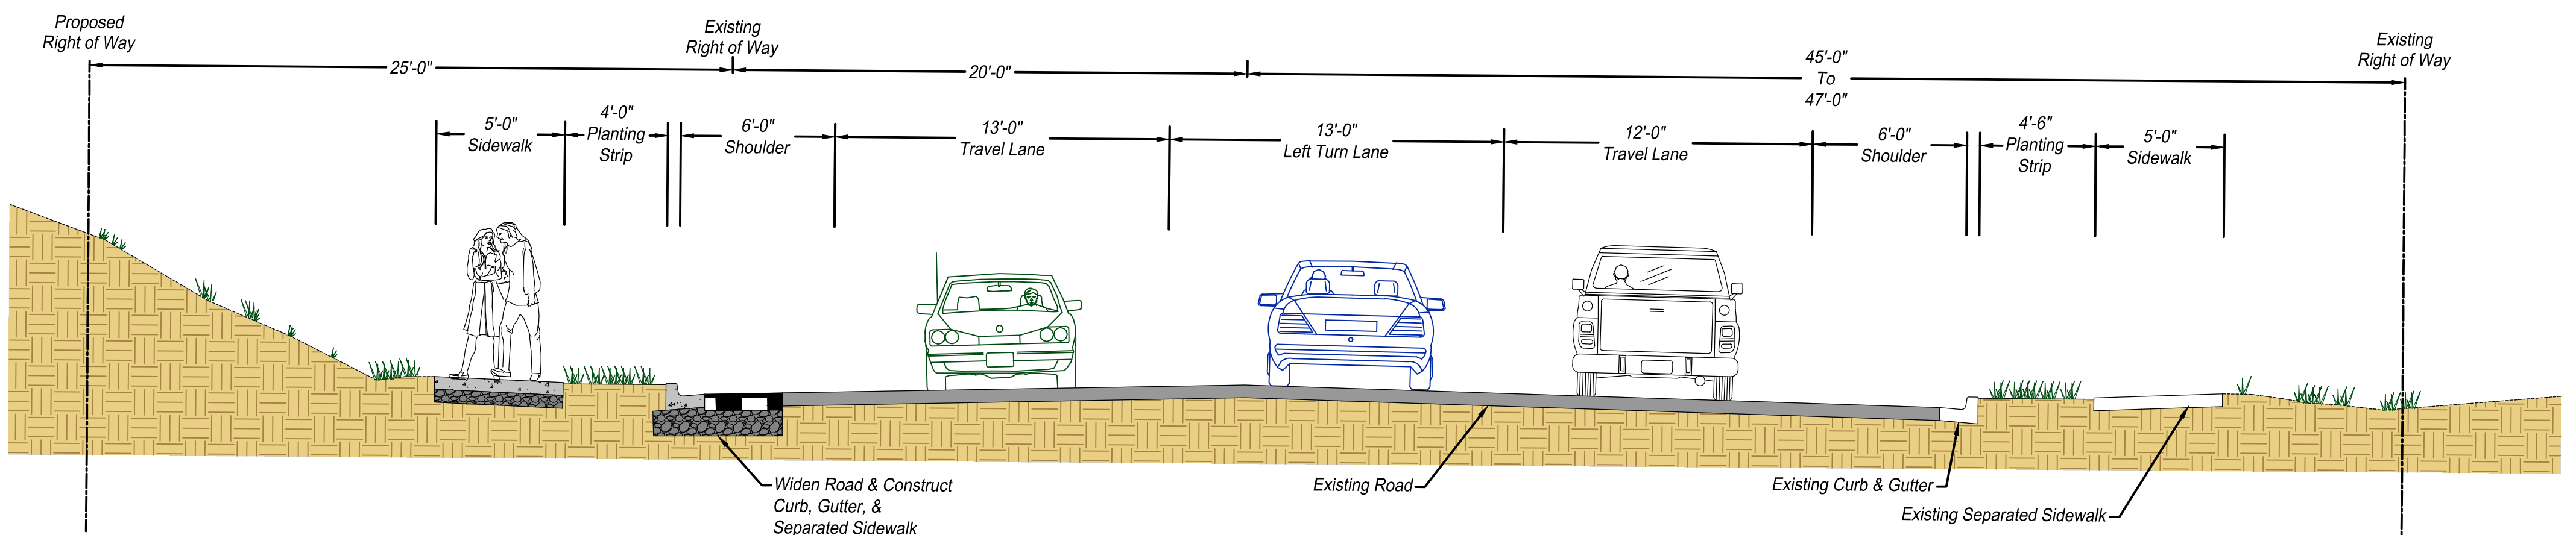 Proposed
Right of Way
Existing
Right of Way
Existing
Right of Way
25'-0"
20'-0"
45'-0"
To
47'-0"
5'-0"
Sidewalk
4'-0"
Planting
Strip
6'-0"
Shoulder
13'-0"
Travel Lane
13'-0"
Left Turn Lane
12'-0"
Travel Lane
6'-0"
Shoulder
4'-6"
Planting
Strip
5'-0"
Sidewalk
Widen Road & Construct
Curb, Gutter, &
Separated Sidewalk
Existing Road
Existing Curb & Gutter
Existing Separated Sidewalk